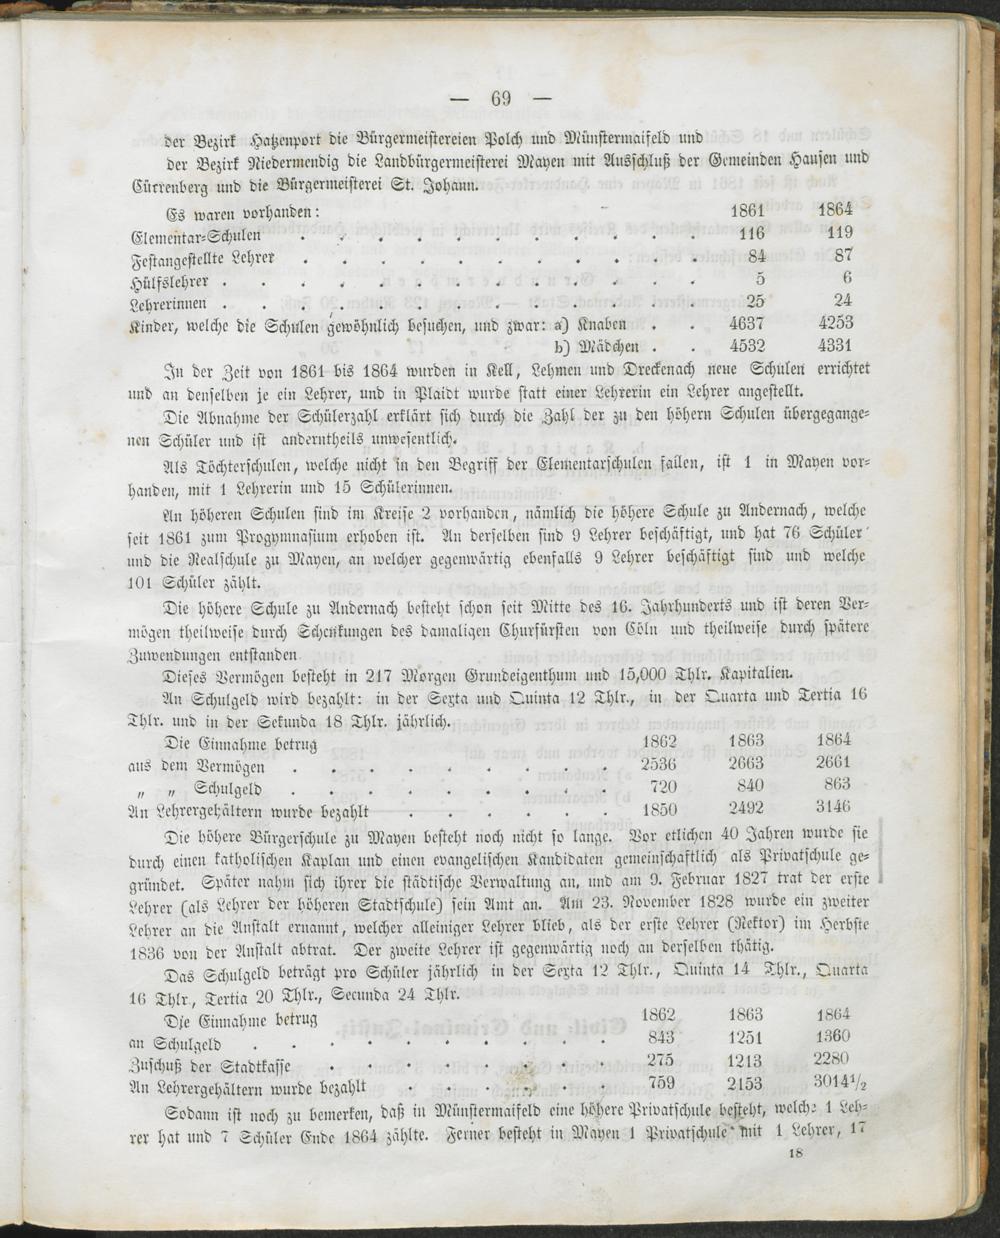 — 69 —
der Bezirk Hatzenport die Bürgermeistereien Polch und Münstermaifeld und
der Bezirk Niedermendig die Landbürgermeisterei Mayen mit Ausschluß der Gemeinden Hausen und
Cürrenberg und die Bürgermeisterei St. Johann.
Es waren vorhanden: 1861 1864
Elementar-Schulen . . . . . . . . . . . 116 119
Festangestellte Lehrer . . . . . . . . . . . 84 87
Hülfslehrer . . . . . . . . . . . . . 5 6
Lehrerinnen . . . . . . . . . . . . . 25 24
Kinder, welche die Schulen gewöhnlich besuchen, und zwar: a) Knaben . . 4637 4253
b) Mädchen . . 4532 4331
In der Zeit von 1861 bis 1864 wurden in Kell, Lehmen und Dreckenach neue Schulen errichtet
und an denselben je ein Lehrer, und in Plaidt wurde statt einer Lehrerin ein Lehrer angestellt.
Die Abnahme der Schülerzahl erklärt sich durch die Zahl der zu den höhern Schulen übergegange-
nen Schüler und ist anderntheils unwesentlich.
Als Töchterschulen, welche nicht in den Begriff der Elementarschulen fallen, ist 1 in Mayen vor-
handen, mit 1 Lehrerin und 15 Schülerinnen.
An höheren Schulen sind im Kreise 2 vorhanden, nämlich die höhere Schule zu Andernach, welche
seit 1861 zum Progymnasium erhoben ist. An derselben sind 9 Lehrer beschäftigt, und hat 76 Schüler
und die Realschule zu Mayen, an welcher gegenwärtig ebenfalls 9 Lehrer beschäftigt sind und welche
101 Schüler zählt.
Die höhere Schule zu Andernach besteht schon seit Mitte des 16. Jahrhunderts und ist deren Ver-
mögen theilweise durch Schenkungen des damaligen Churfürsten von Cöln und theilweise durch spätere
Zuwendungen entstanden.
Dieses Vermögen besteht in 217 Morgen Grundeigenthum und 15,000 Thlr. Kapitalien.
An Schulgeld wird bezahlt: in der Sexta und Quinta 12 Thlr., in der Quarta und Tertia 16
Thlr. und in der Sekunda 18 Thlr. jährlich.
Die Einnahme betrug 1862 1863 1864
aus dem Vermögen . . . . . . . . . 2536 2663 2661
„ „ Schulgeld . . . . . . . . . 720 840 863
An Lehrergehältern wurde bezahlt . . . . . . 1850 2492 3146
Die höhere Bürgerschule zu Mayen besteht noch nicht so lange. Vor etlichen 40 Jahren wurde sie
durch einen katholischen Kaplan und einen evangelischen Kandidaten gemeinschaftlich als Privatschule ge-
gründet. Später nahm sich ihrer die städtische Verwaltung an, und am 9. Februar 1827 trat der erste
Lehrer (als Lehrer der höheren Stadtschule) sein Amt an. Am 23. November 1828 wurde ein zweiter
Lehrer an die Anstalt ernannt, welcher alleiniger Lehrer blieb, als der erste Lehrer (Rektor) im Herbste
1836 von der Anstalt abtrat. Der zweite Lehrer ist gegenwärtig noch an derselben thätig.
Das Schulgeld beträgt pro Schüler jährlich in der Sexta 12 Thlr., Quinta 14 Thlr., Quarta
16 Thlr., Tertia 20 Thlr., Secunda 24 Thlr.
Die Einnahme betrug 1862 1863 1864
an Schulgeld . . . . . . . . . . 843 1251 1360
Zuschuß der Stadtkasse . . . . . . . . 275 1213 2280
An Lehrergehältern wurde bezahlt . . . . . . 759 2153 3014½
Sodann ist noch zu bemerken, daß in Münstermaifeld eine höhere Privatschule besteht, welche 1 Leh-
rer hat und 7 Schüler Ende 1864 zählte. Ferner besteht in Mayen 1 Privatschule mit 1 Lehrer, 17
18